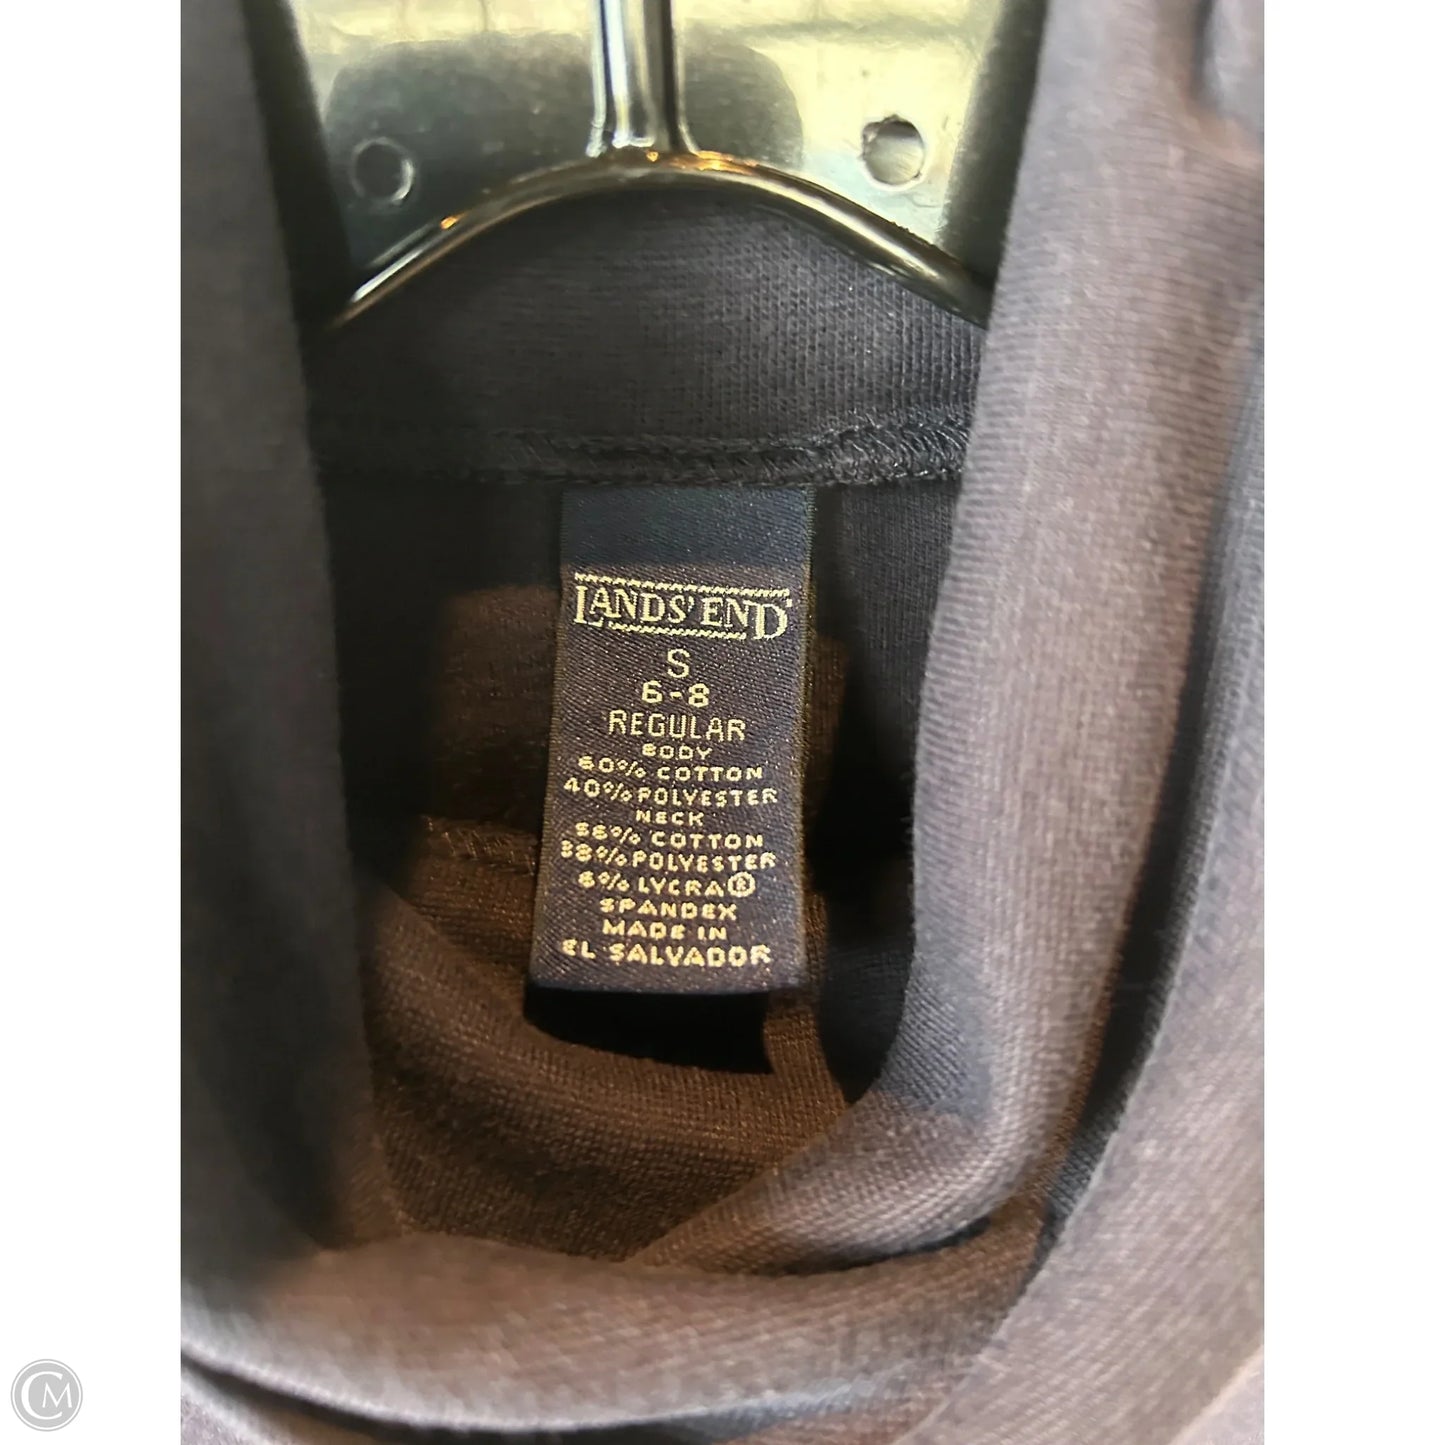 LANDS' END
S
6-8
REGULAR
BODY
60% COTTON
40% POLYESTER
NECK
56% COTTON
38% POLYESTER
6% LYCRA®
SPANDEX
MADE IN
EL SALVADOR
CM